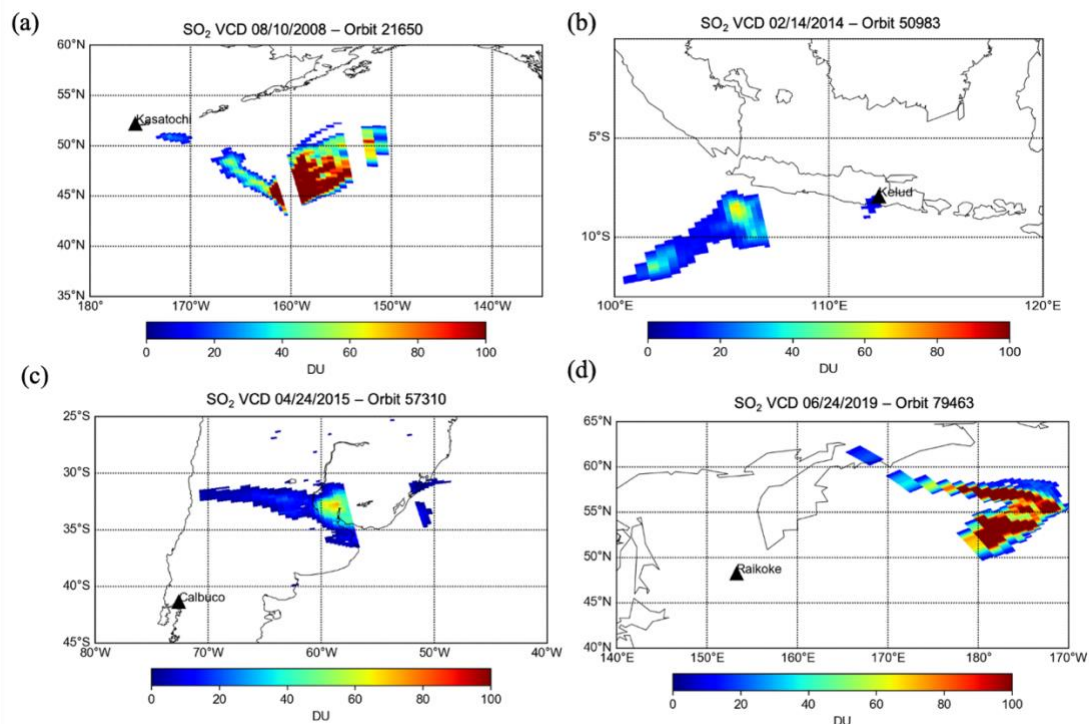 (a)
SO₂ VCD 08/10/2008 – Orbit 21650
60°N
55°N
50°N
45°N
40°N
35°N
Kasatochi
180° 170°W 160°W 150°W 140°W
0 20 40 60 80 100
DU
(b)
SO₂ VCD 02/14/2014 – Orbit 50983
5°S
10°S
Kelud
100°E 110°E 120°E
0 20 40 60 80 100
DU
(c)
SO₂ VCD 04/24/2015 – Orbit 57310
25°S
30°S
35°S
40°S
45°S
Calbuco
80°W 70°W 60°W 50°W 40°W
0 20 40 60 80 100
DU
(d)
SO₂ VCD 06/24/2019 – Orbit 79463
65°N
60°N
55°N
50°N
45°N
40°N
Raikoke
140°E 150°E 160°E 170°E 180° 170°W
0 20 40 60 80 100
DU